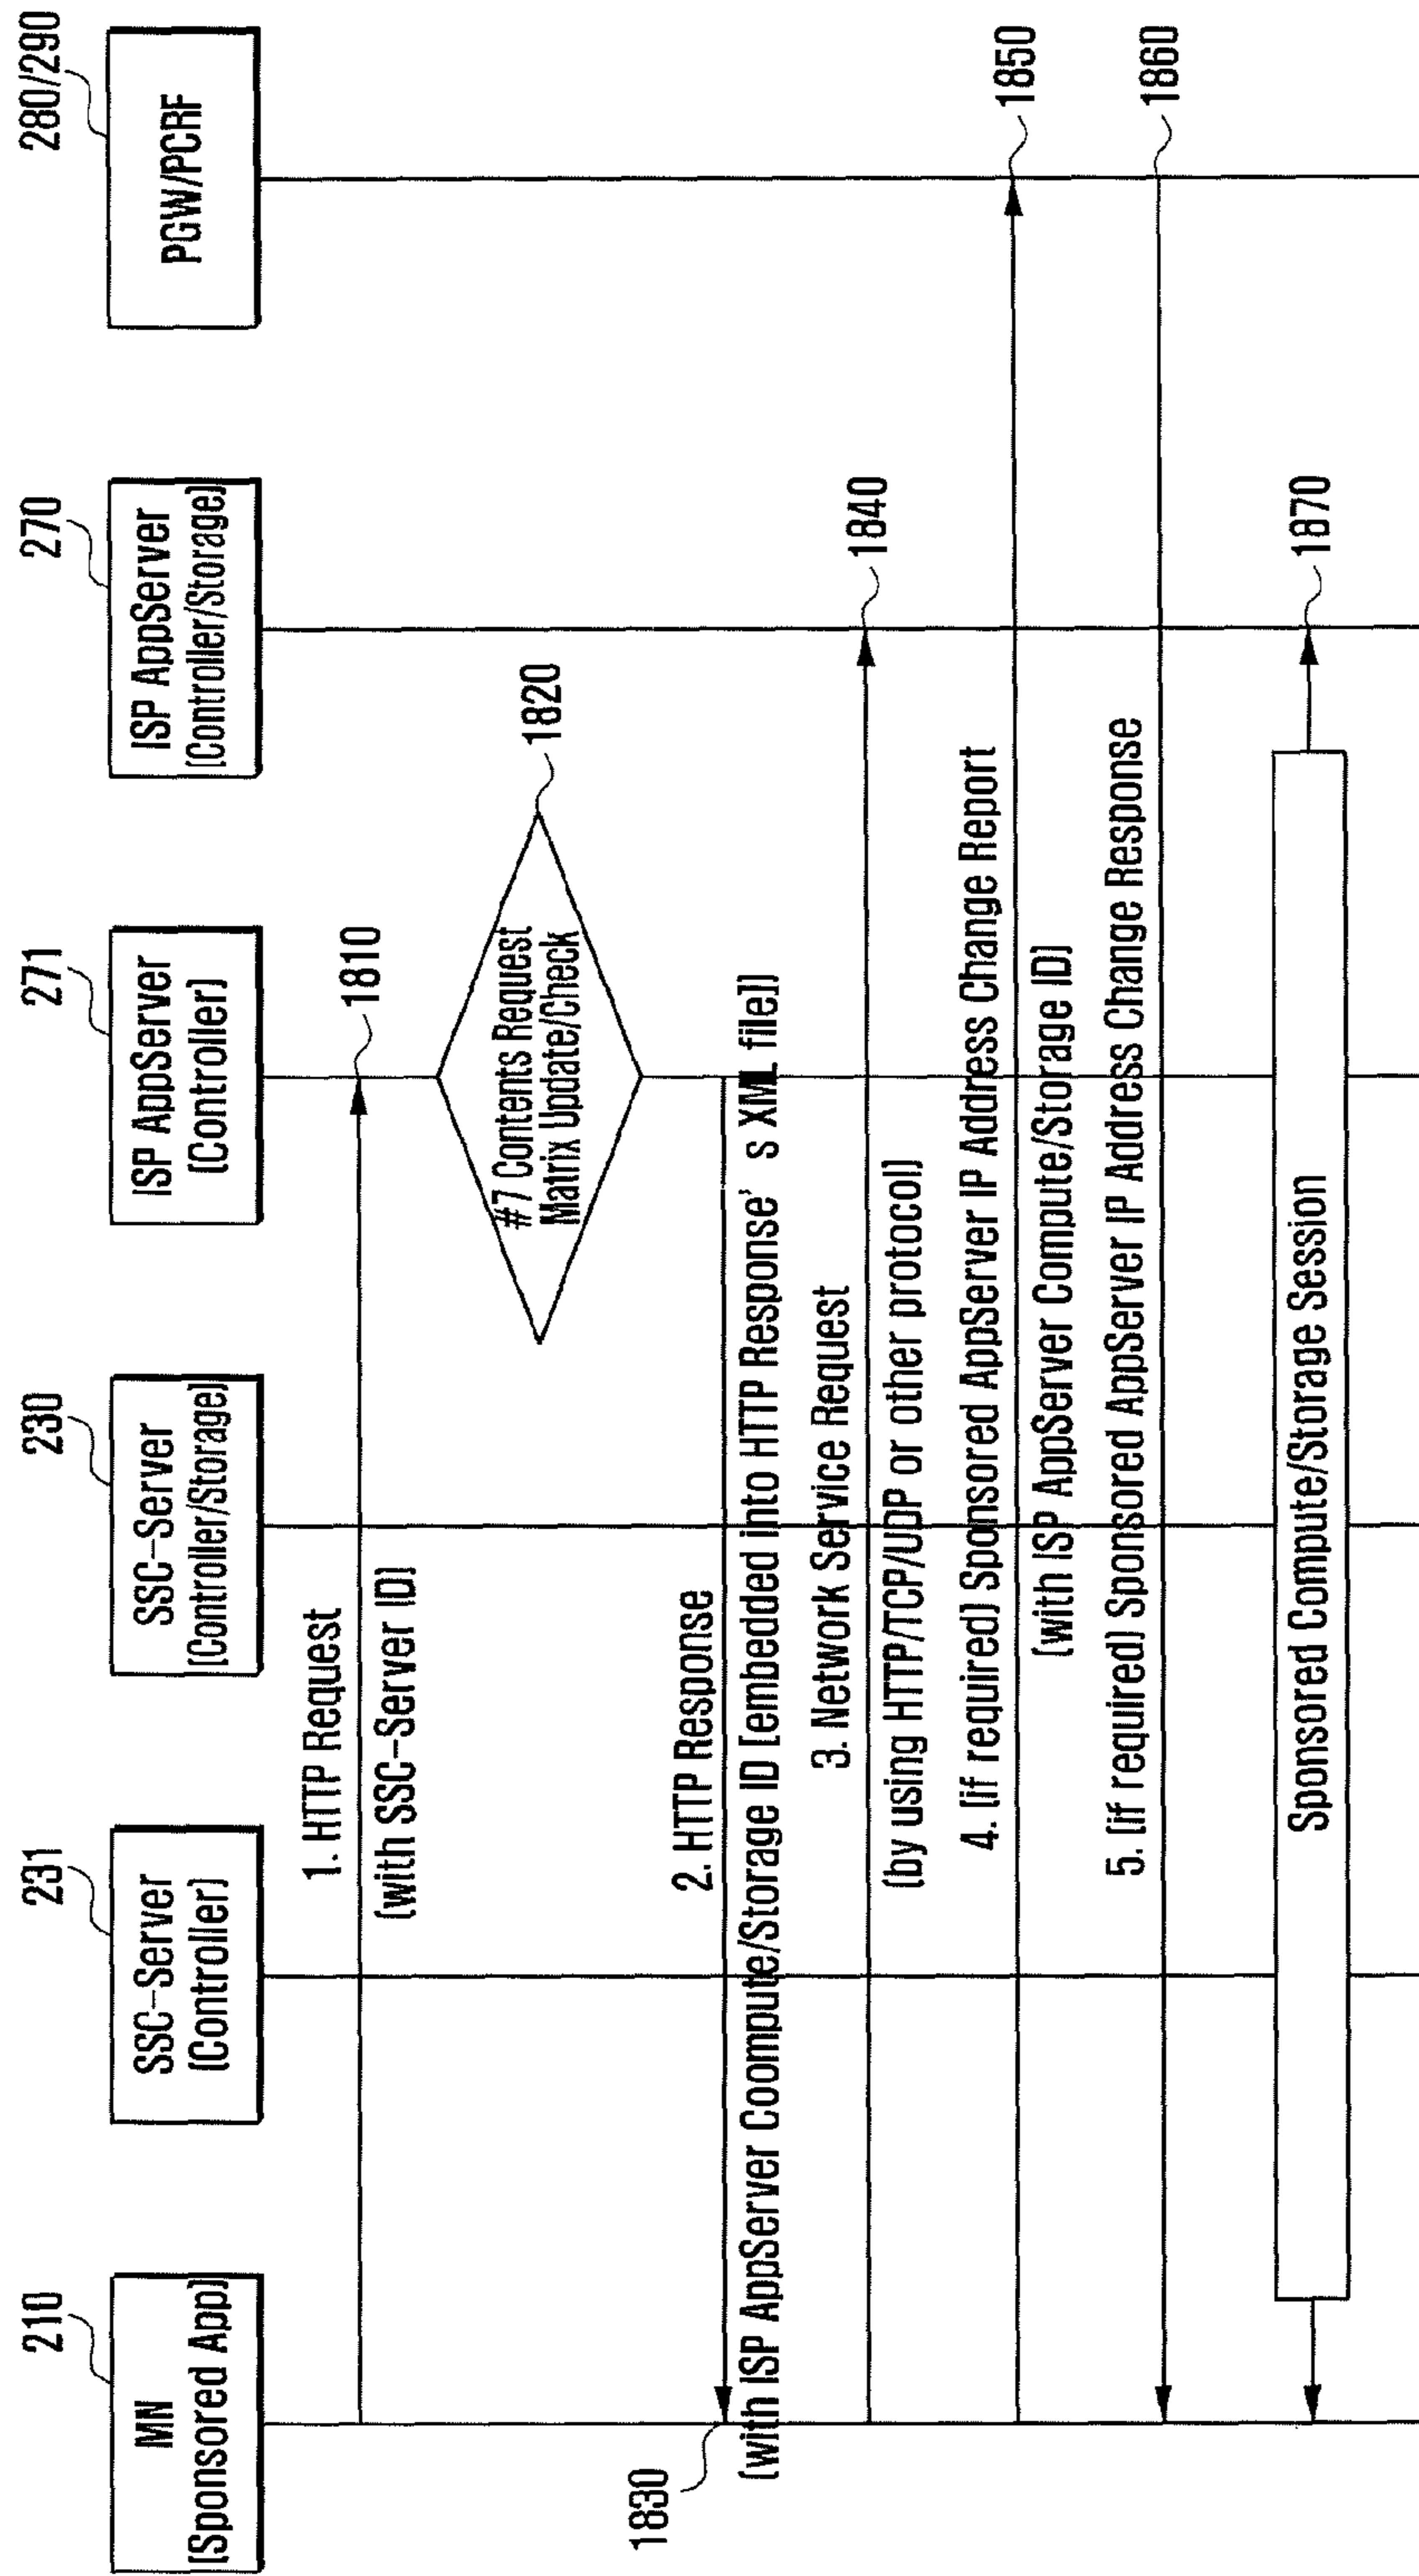 210
MN
(Sponsored App)
231
SSC-Server
(Controller)
230
SSC-Server
(Controller/Storage)
271
ISP AppServer
(Controller)
270
ISP AppServer
(Controller/Storage)
280/290
PGW/PCRF
1. HTTP Request
(with SSC-Server ID)
1810
#7 Contents Request
Matrix Update/Check
1820
1830
2. HTTP Response
(with ISP AppServer Coompute/Storage ID [embedded into HTTP Response' s XML file])
3. Network Service Request
(by using HTTP/TCP/UDP or other protocol)
1840
4. (if required) Sponsored AppServer IP Address Change Report
(with ISP AppServer Compute/Storage ID)
1850
5. (if required) Sponsored AppServer IP Address Change Response
1860
Sponsored Compute/Storage Session
1870